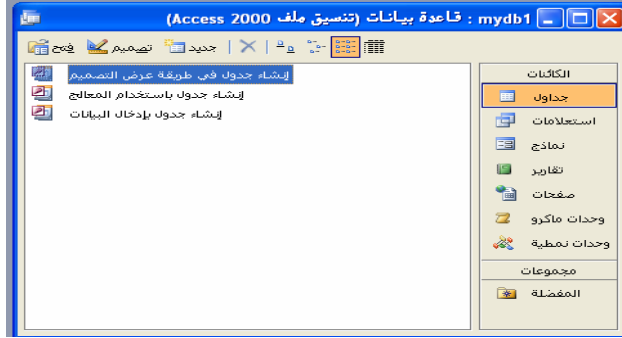 mydb1 : قاعدة بيانات (تنسيق ملف Access 2000)
فتح تصميم جديد
الكائنات
جداول
استعلامات
نماذج
تقارير
صفحات
وحدات ماكرو
وحدات نمطية
مجموعات
المفضلة
إنشاء جدول في طريقة عرض التصميم
إنشاء جدول باستخدام المعالج
إنشاء جدول بإدخال البيانات